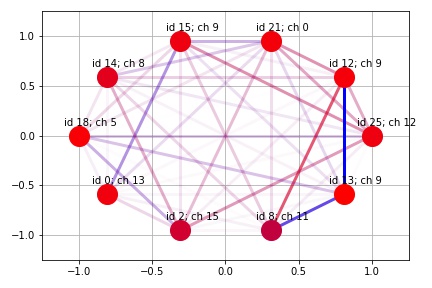 id 15; ch 9
id 21; ch 0
id 14; ch 8
id 12; ch 9
id 18; ch 5
id 25; ch 12
id 0; ch 13
id 13; ch 9
id 2; ch 15
id 8; ch 11
1.0
0.5
0.0
−0.5
−1.0
−1.0
−0.5
0.0
0.5
1.0